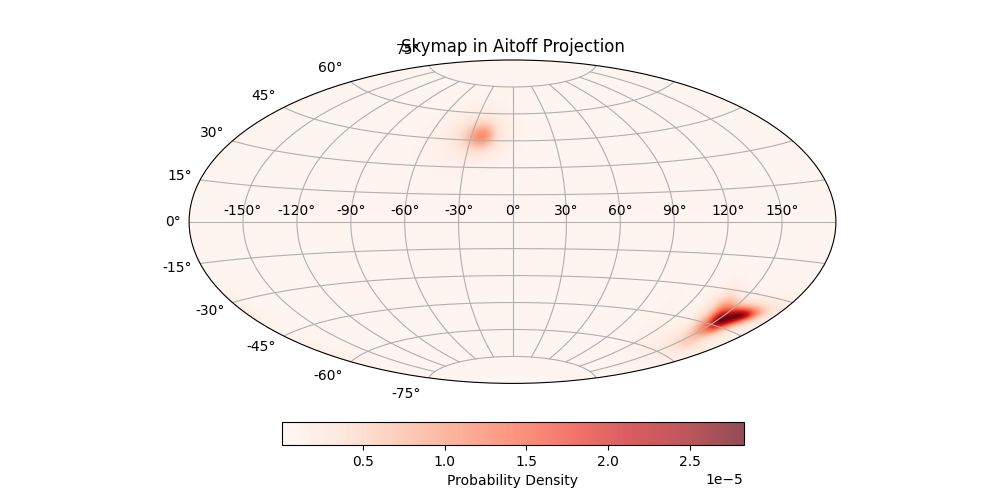 Skymap in Aitoff Projection
75°
60°
45°
30°
15°
-150° -120° -90° -60° -30° 0° 30° 60° 90° 120° 150°
0°
-15°
-30°
-45°
-60°
-75°
0.5 1.0 1.5 2.0 2.5
1e−5
Probability Density